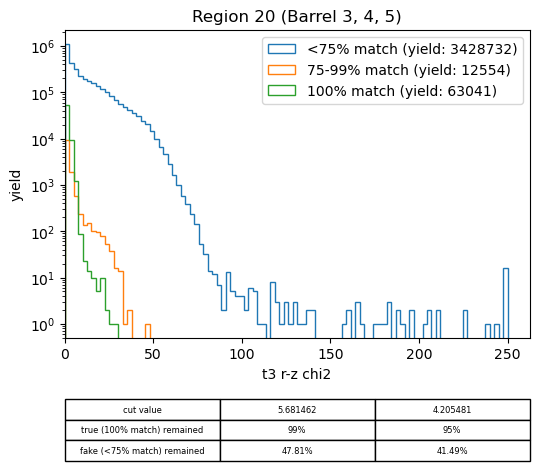 Region 20 (Barrel 3, 4, 5)
<75% match (yield: 3428732)
75-99% match (yield: 12554)
100% match (yield: 63041)
yield
10^6
10^5
10^4
10^3
10^2
10^1
10^0
0 50 100 150 200 250
t3 r-z chi2
cut value 5.681462 4.205481
true (100% match) remained 99% 95%
fake (<75% match) remained 47.81% 41.49%